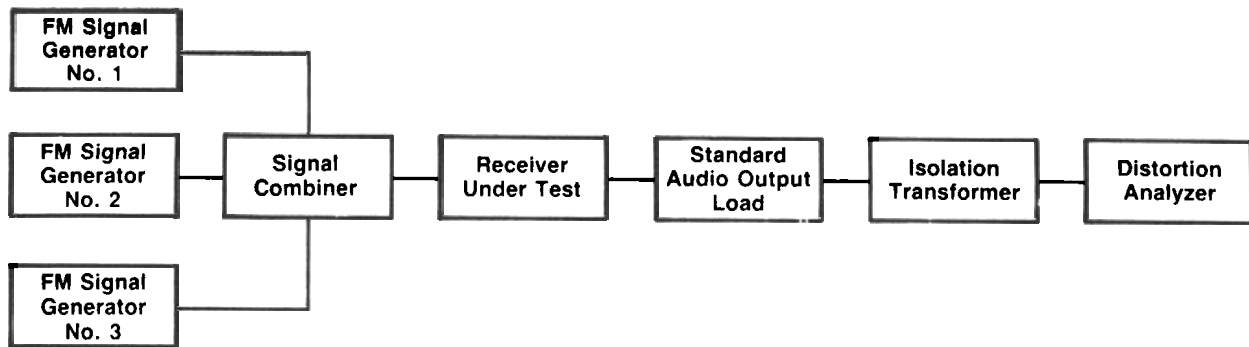 FM Signal
Generator
No. 1
FM Signal
Generator
No. 2
FM Signal
Generator
No. 3
Signal
Combiner
Receiver
Under Test
Standard
Audio Output
Load
Isolation
Transformer
Distortion
Analyzer